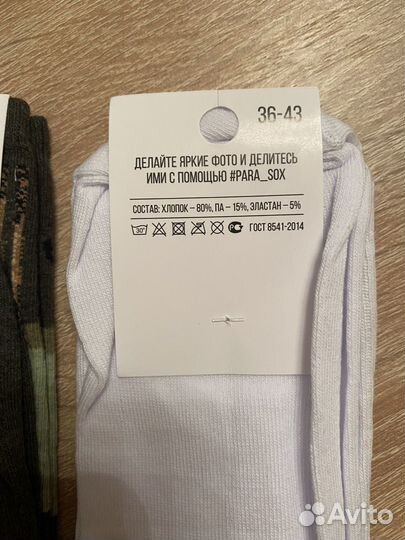 36-43
ДЕЛАЙТЕ ЯРКИЕ ФОТО И ДЕЛИТЕСЬ
ИМИ С ПОМОЩЬЮ #PARA_SOX
СОСТАВ: ХЛОПОК – 80%, ПА – 15%, ЭЛАСТАН – 5%
30° ГОСТ 8541-2014
Avito